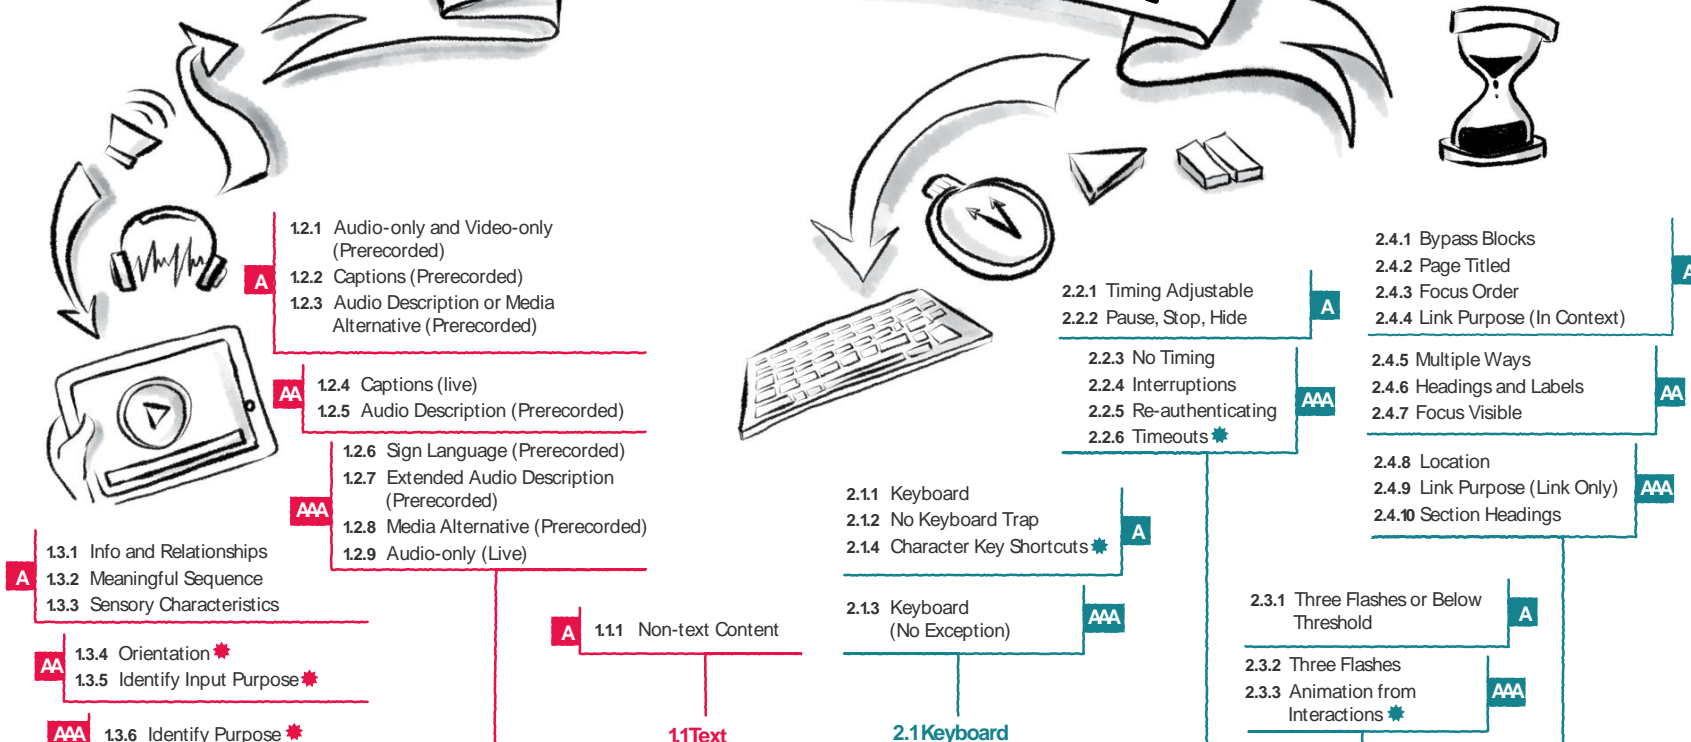 A
1.2.1 Audio-only and Video-only
(Prerecorded)
1.2.2 Captions (Prerecorded)
1.2.3 Audio Description or Media
Alternative (Prerecorded)
AA
1.2.4 Captions (live)
1.2.5 Audio Description (Prerecorded)
AAA
1.2.6 Sign Language (Prerecorded)
1.2.7 Extended Audio Description
(Prerecorded)
1.2.8 Media Alternative (Prerecorded)
1.2.9 Audio-only (Live)
A
1.3.1 Info and Relationships
1.3.2 Meaningful Sequence
1.3.3 Sensory Characteristics
AA
1.3.4 Orientation
1.3.5 Identify Input Purpose
AAA
1.3.6 Identify Purpose
A
1.1.1 Non-text Content
1.1 Text
2.1.1 Keyboard
2.1.2 No Keyboard Trap
2.1.4 Character Key Shortcuts
A
2.1.3 Keyboard
(No Exception)
AAA
2.1 Keyboard
2.2.1 Timing Adjustable
2.2.2 Pause, Stop, Hide
A
2.2.3 No Timing
2.2.4 Interruptions
2.2.5 Re-authenticating
2.2.6 Timeouts
AAA
2.4.1 Bypass Blocks
2.4.2 Page Titled
2.4.3 Focus Order
2.4.4 Link Purpose (In Context)
A
2.4.5 Multiple Ways
2.4.6 Headings and Labels
2.4.7 Focus Visible
AA
2.4.8 Location
2.4.9 Link Purpose (Link Only)
2.4.10 Section Headings
AAA
2.3.1 Three Flashes or Below
Threshold
A
2.3.2 Three Flashes
2.3.3 Animation from
Interactions
AAA